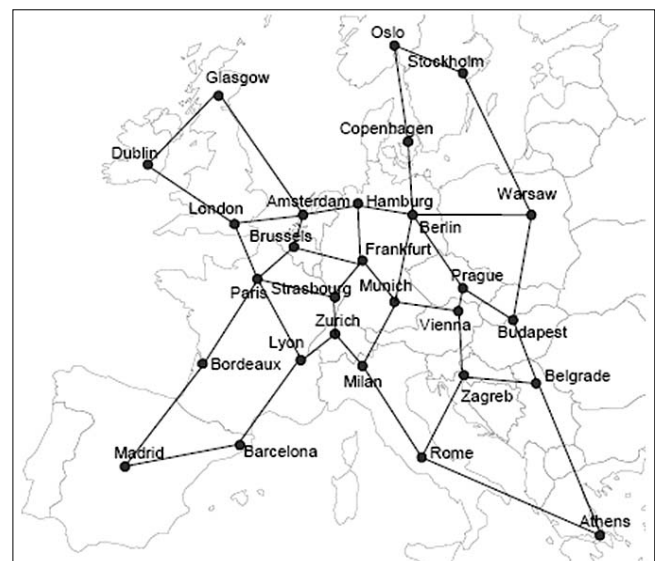 Oslo
Stockholm
Glasgow
Copenhagen
Dublin
London
Amsterdam
Hamburg
Warsaw
Berlin
Brussels
Frankfurt
Paris
Strasbourg
Munich
Prague
Zurich
Vienna
Budapest
Lyon
Bordeaux
Milan
Zagreb
Belgrade
Madrid
Barcelona
Rome
Athens